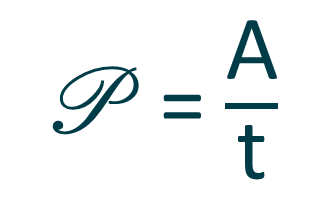 𝒫 = A/t